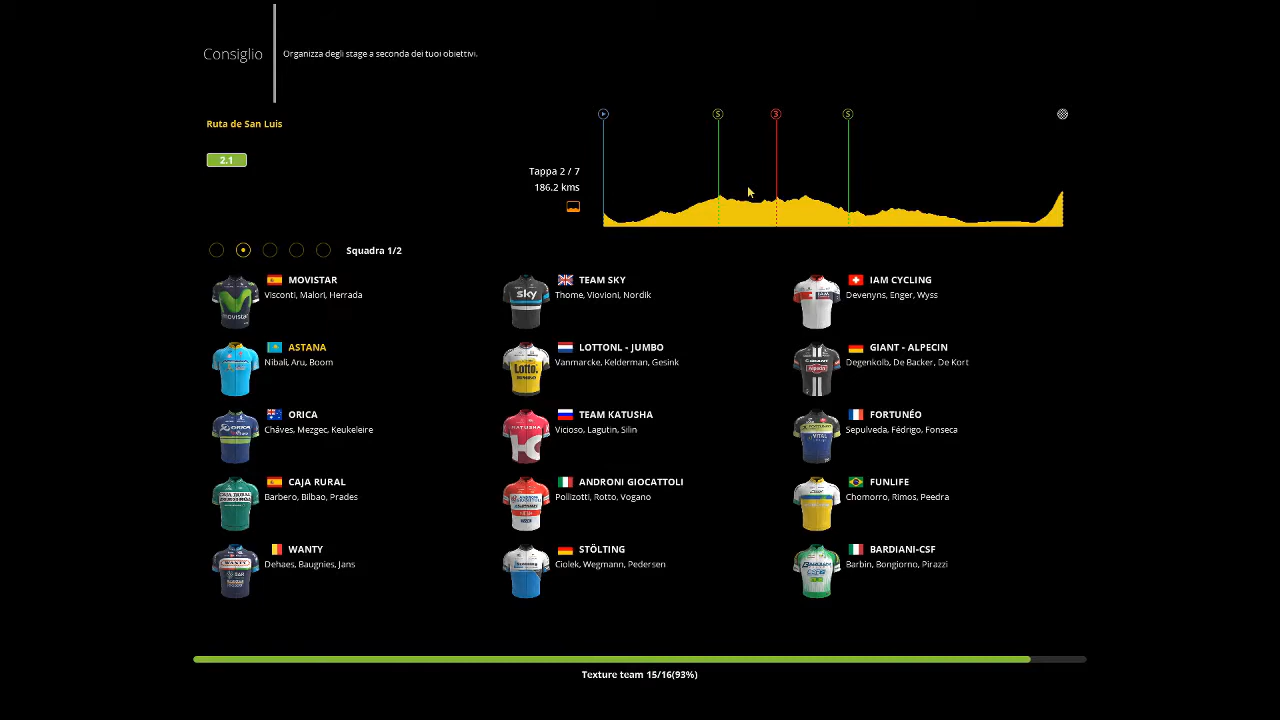 Consiglio
Organizza degli stage a seconda dei tuoi obiettivi.
Ruta de San Luis
2.1
Tappa 2 / 7
186.2 kms
S
3
S
Squadra 1/2
MOVISTAR
Visconti, Malori, Herrada
TEAM SKY
Thome, Viovioni, Nordik
IAM CYCLING
Devenyns, Enger, Wyss
ASTANA
Nibali, Aru, Boom
LOTTONL - JUMBO
Vanmarcke, Kelderman, Gesink
GIANT - ALPECIN
Degenkolb, De Backer, De Kort
ORICA
Cháves, Mezgec, Keukeleire
TEAM KATUSHA
Vicioso, Lagutin, Silin
FORTUNÉO
Sepulveda, Fédrigo, Fonseca
CAJA RURAL
Barbero, Bilbao, Prades
ANDRONI GIOCATTOLI
Pollizotti, Rotto, Vogano
FUNLIFE
Chomorro, Rimos, Peedra
WANTY
Dehaes, Baugnies, Jans
STÖLTING
Ciolek, Wegmann, Pedersen
BARDIANI-CSF
Barbin, Bongiorno, Pirazzi
Texture team 15/16(93%)